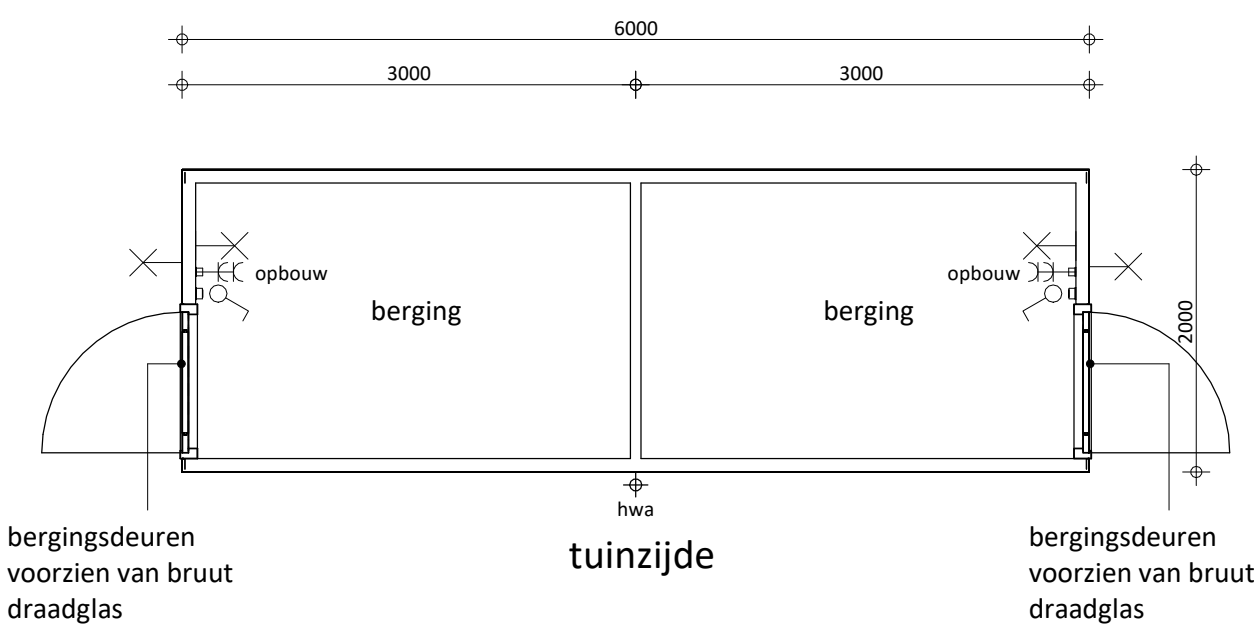 6000
3000
3000
opbouw
opbouw
berging
berging
2000
hwa
tuinzijde
bergingsdeuren
voorzien van bruut
draadglas
bergingsdeuren
voorzien van bruut
draadglas